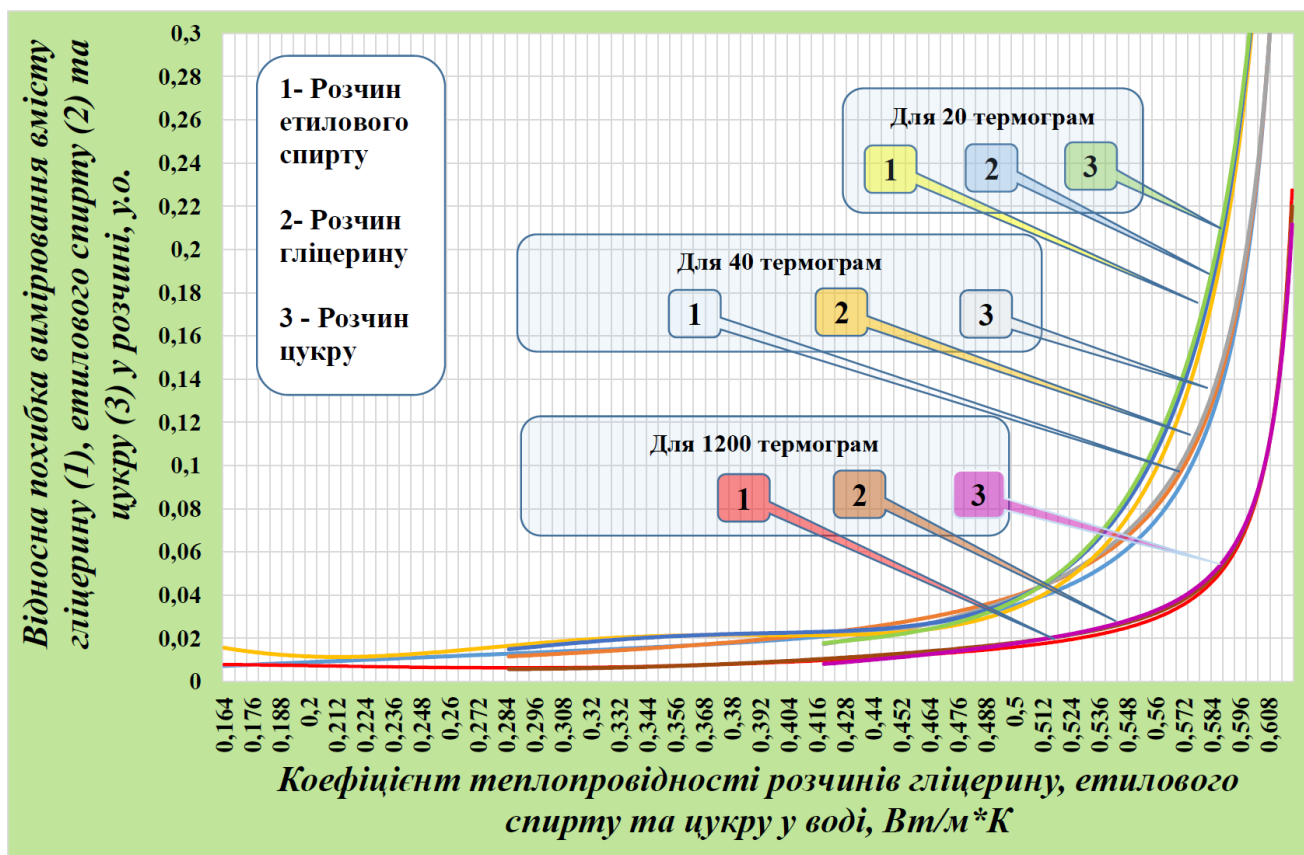 Відносна похибка вимірювання вмісту
гліцерину (1), етилового спирту (2) та
цукру (3) у розчині, у.о.
0,3
0,28
0,26
0,24
0,22
0,2
0,18
0,16
0,14
0,12
0,1
0,08
0,06
0,04
0,02
0
1- Розчин
етилового
спирту
2- Розчин
гліцерину
3 - Розчин
цукру
Для 20 термограм
1 2 3
Для 40 термограм
1 2 3
Для 1200 термограм
1 2 3
0,164 0,176 0,188 0,2 0,212 0,224 0,236 0,248 0,26 0,272 0,284 0,296 0,308 0,32 0,332 0,344 0,356 0,368 0,38 0,392 0,404 0,416 0,428 0,44 0,452 0,464 0,476 0,488 0,5 0,512 0,524 0,536 0,548 0,56 0,572 0,584 0,596 0,608
Коефіцієнт теплопровідності розчинів гліцерину, етилового
спирту та цукру у воді, Вт/м*К